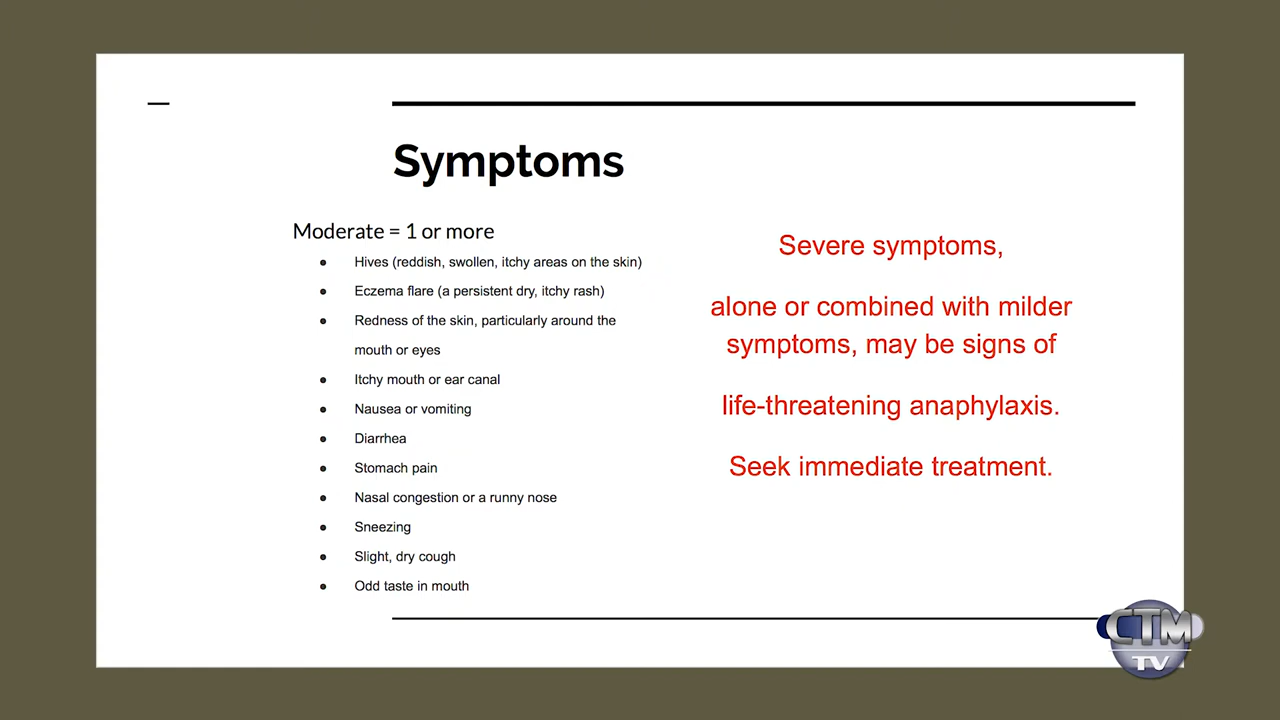 Symptoms
Moderate = 1 or more
● Hives (reddish, swollen, itchy areas on the skin)
● Eczema flare (a persistent dry, itchy rash)
● Redness of the skin, particularly around the
mouth or eyes
● Itchy mouth or ear canal
● Nausea or vomiting
● Diarrhea
● Stomach pain
● Nasal congestion or a runny nose
● Sneezing
● Slight, dry cough
● Odd taste in mouth
Severe symptoms,
alone or combined with milder
symptoms, may be signs of
life-threatening anaphylaxis.
Seek immediate treatment.
CTM
TV